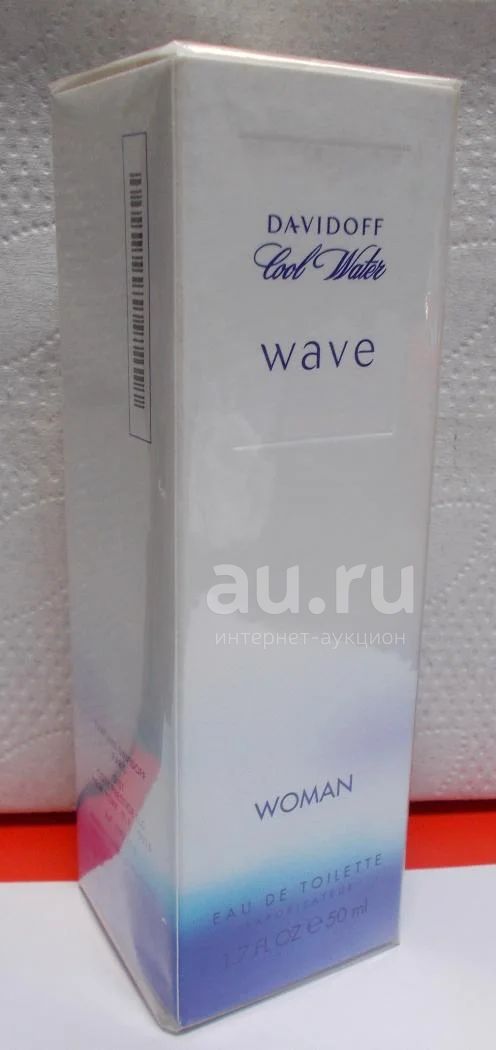 DAVIDOFF
Cool Water
wave
au.ru
интернет-аукцион
WOMAN
EAU DE TOILETTE
VAPORISATEUR
1.7 FL OZ e 50 ml